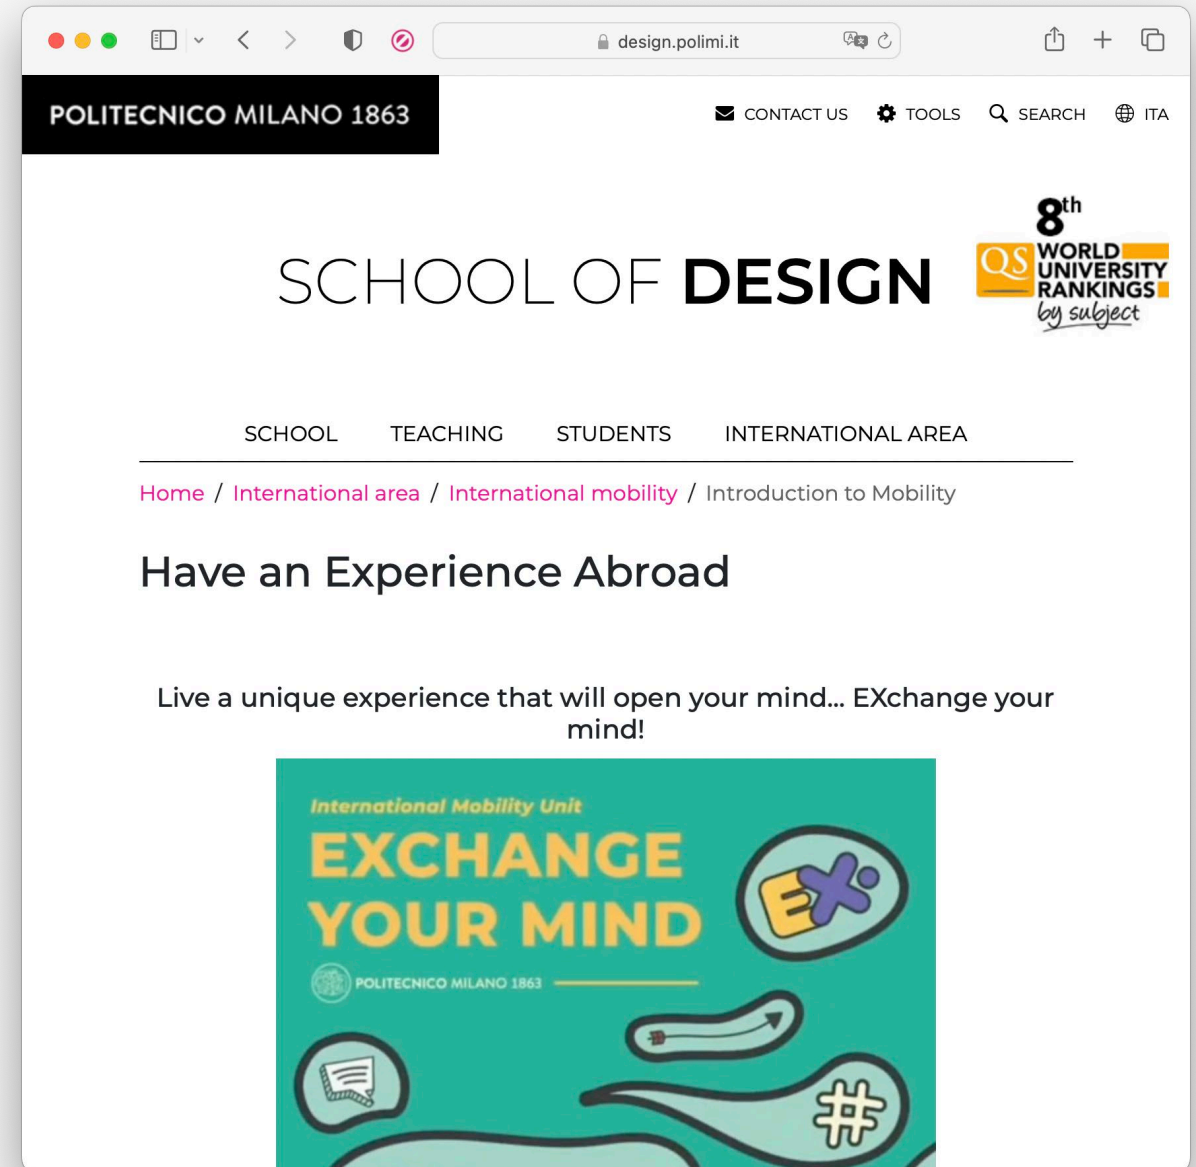 design.polimi.it
POLITECNICO MILANO 1863
CONTACT US TOOLS SEARCH ITA
SCHOOL OF DESIGN
8th
QS WORLD
UNIVERSITY
RANKINGS
by subject
SCHOOL TEACHING STUDENTS INTERNATIONAL AREA
Home / International area / International mobility / Introduction to Mobility
Have an Experience Abroad
Live a unique experience that will open your mind... EXchange your
mind!
International Mobility Unit
EXCHANGE
YOUR MIND
EX
POLITECNICO MILANO 1863
#